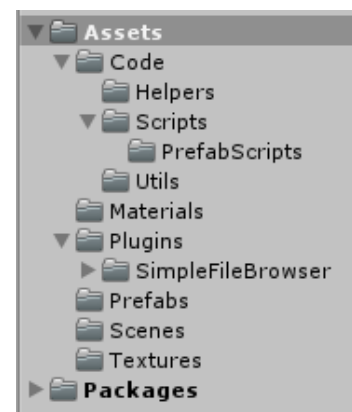 Assets
Code
Helpers
Scripts
PrefabScripts
Utils
Materials
Plugins
SimpleFileBrowser
Prefabs
Scenes
Textures
Packages